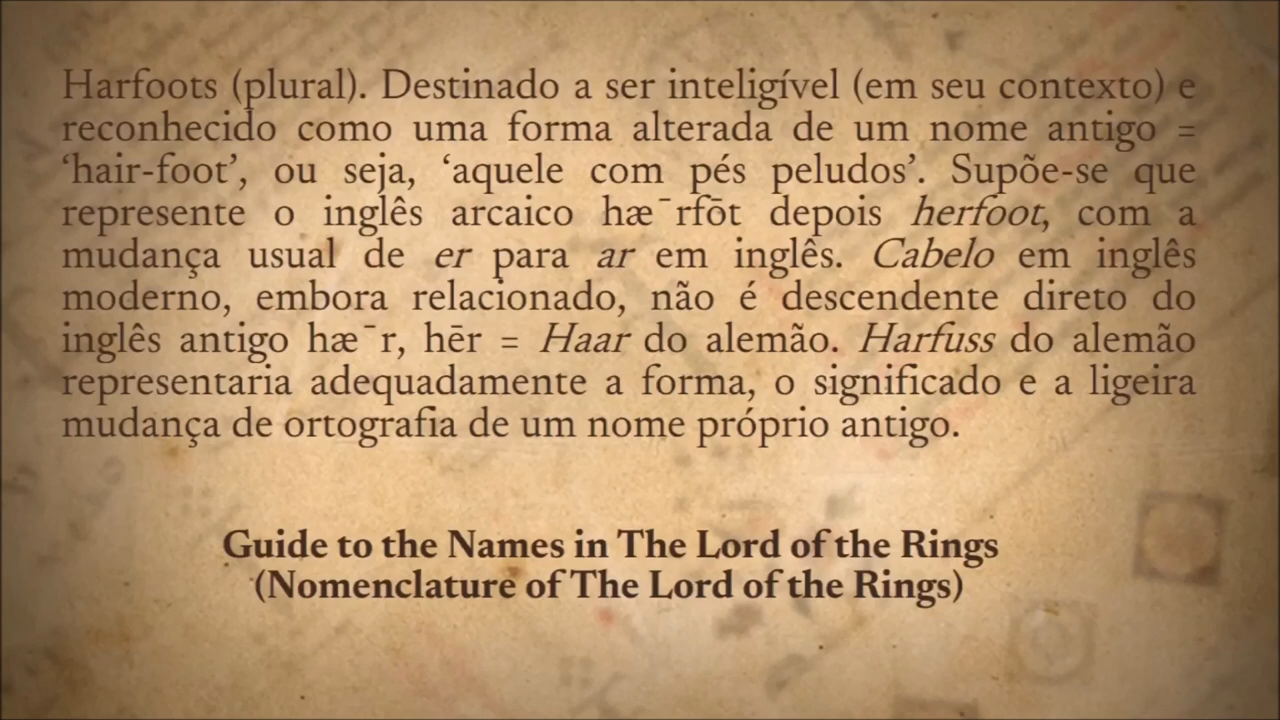 Harfoots (plural). Destinado a ser inteligível (em seu contexto) e
reconhecido como uma forma alterada de um nome antigo =
‘hair-foot’, ou seja, ‘aquele com pés peludos’. Supõe-se que
represente o inglês arcaico hæ¯rfōt depois herfoot, com a
mudança usual de er para ar em inglês. Cabelo em inglês
moderno, embora relacionado, não é descendente direto do
inglês antigo hæ¯r, hēr = Haar do alemão. Harfuss do alemão
representaria adequadamente a forma, o significado e a ligeira
mudança de ortografia de um nome próprio antigo.
Guide to the Names in The Lord of the Rings
(Nomenclature of The Lord of the Rings)